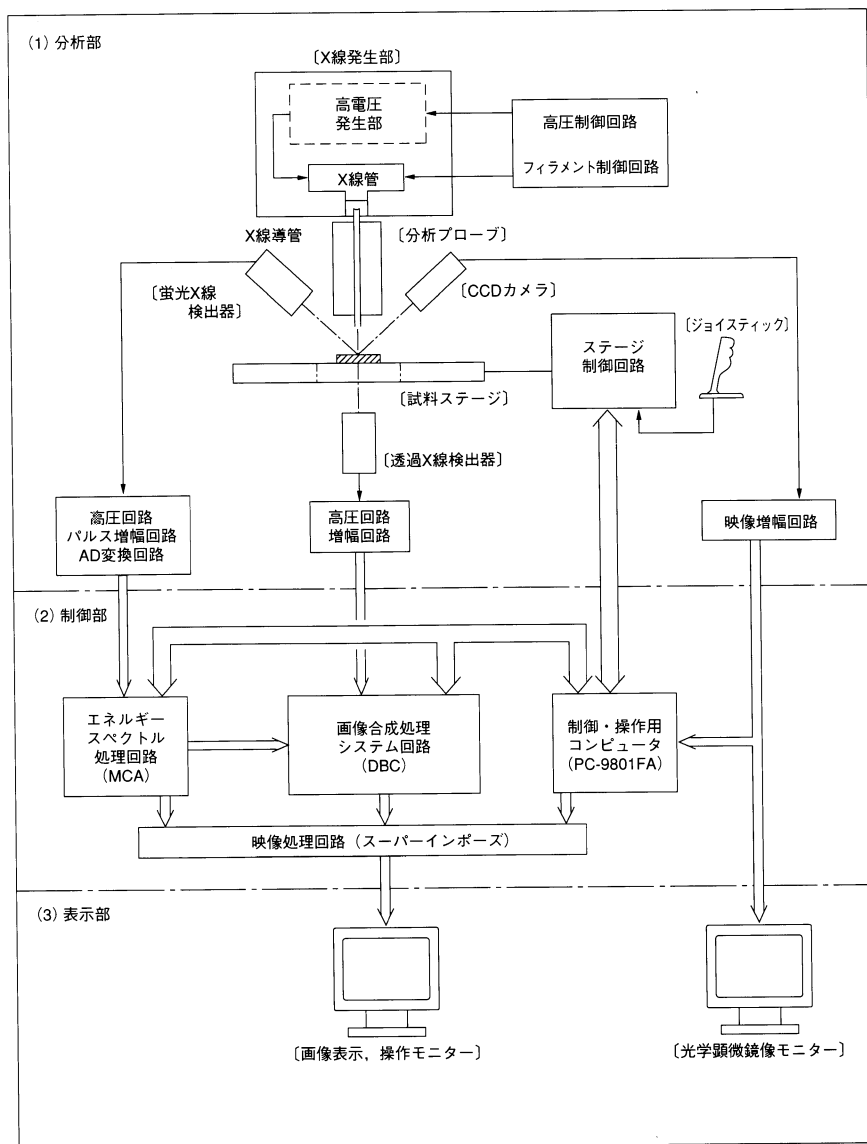 (1) 分析部
〔X線発生部〕
高電圧
発生部
高圧制御回路
フィラメント制御回路
X線管
X線導管
〔分析プローブ〕
〔蛍光X線
検出器〕
〔CCDカメラ〕
〔ジョイスティック〕
ステージ
制御回路
〔試料ステージ〕
〔透過X線検出器〕
高圧回路
パルス増幅回路
AD変換回路
高圧回路
増幅回路
映像増幅回路
(2) 制御部
エネルギー
スペクトル
処理回路
(MCA)
画像合成処理
システム回路
(DBC)
制御・操作用
コンピュータ
(PC-9801FA)
映像処理回路（スーパーインポーズ）
(3) 表示部
〔画像表示，操作モニター〕
〔光学顕微鏡像モニター〕